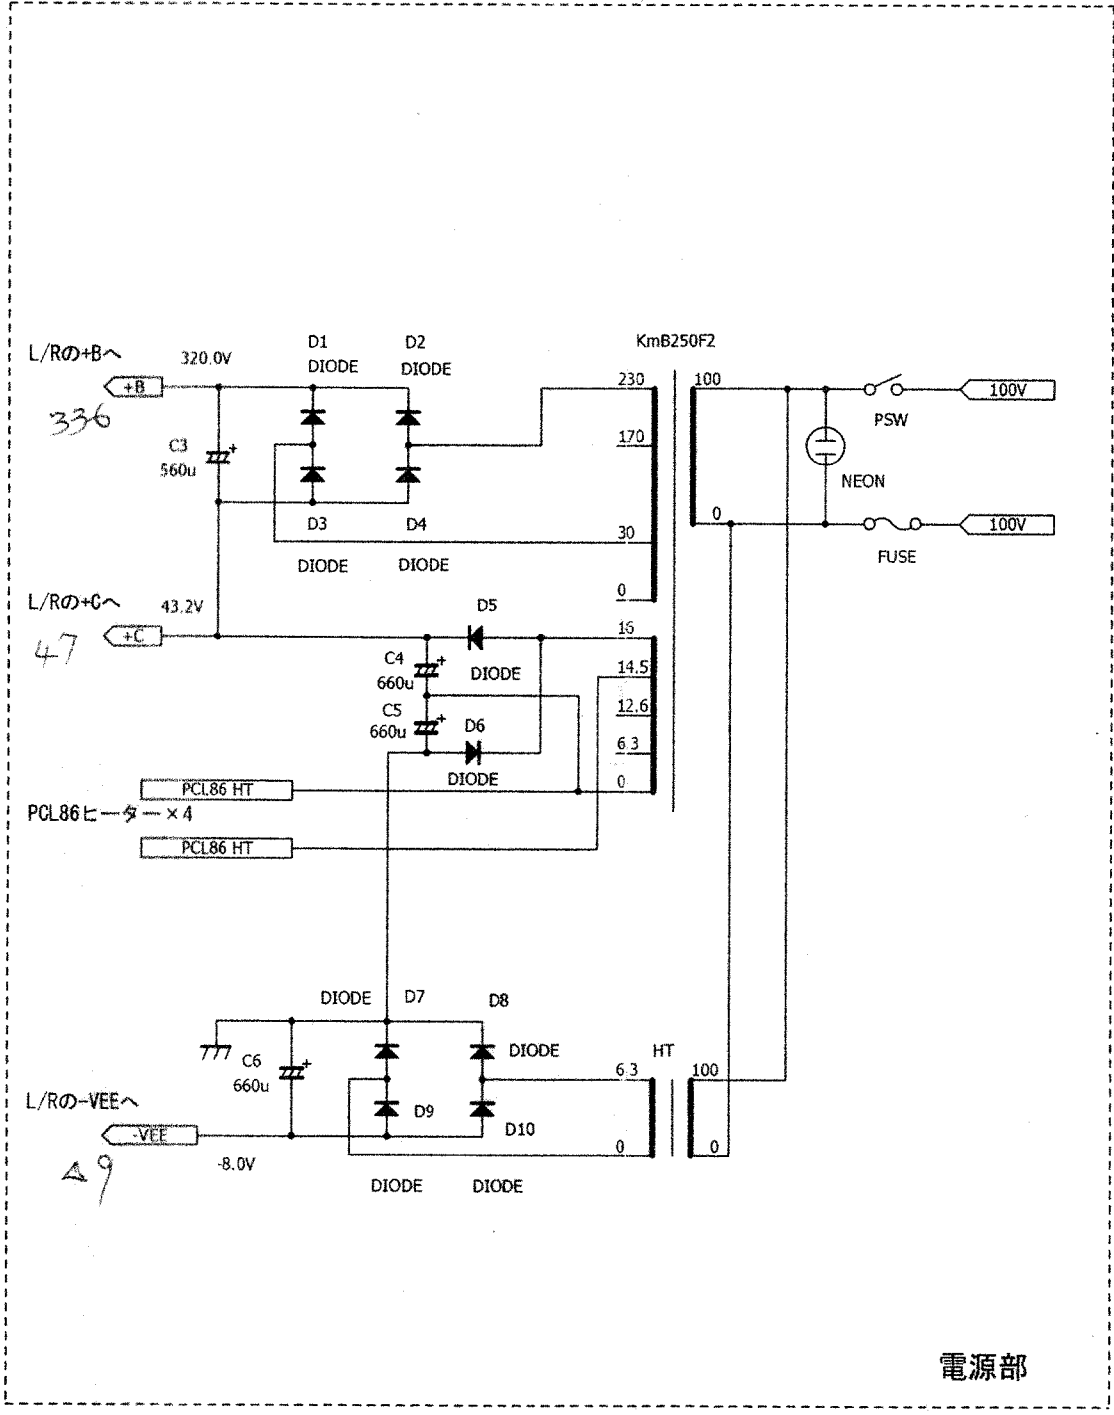 KmB250F2
L/Rの+Bへ
320.0V
D1
DIODE
D2
DIODE
+B
336
C3
560u
D3
DIODE
D4
DIODE
230
170
30
0
100
0
PSW
100V
NEON
FUSE
100V
L/Rの+Cへ
43.2V
+C
47
D5
DIODE
C4
660u
C5
660u
D6
DIODE
16
14.5
12.6
6.3
0
PCL86 HT
PCL86ヒーター×4
PCL86 HT
DIODE
D7
D8
DIODE
C6
660u
D9
D10
HT
6.3
0
100
0
L/Rの-VEEへ
-VEE
-8.0V
△9
DIODE
DIODE
電源部